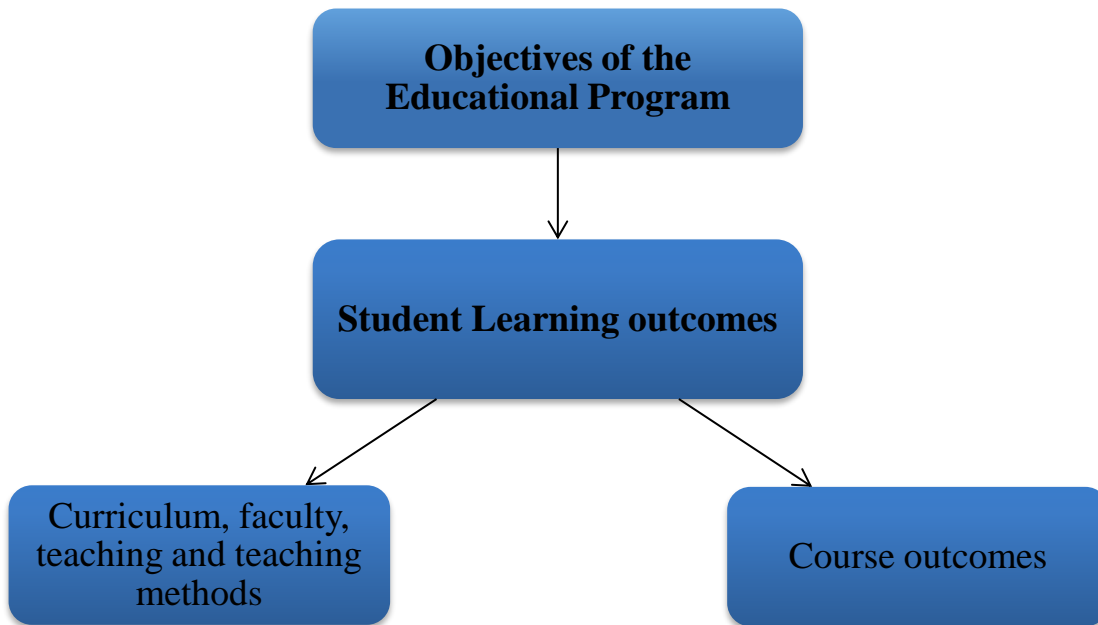 Objectives of the
Educational Program
Student Learning outcomes
Curriculum, faculty,
teaching and teaching
methods
Course outcomes